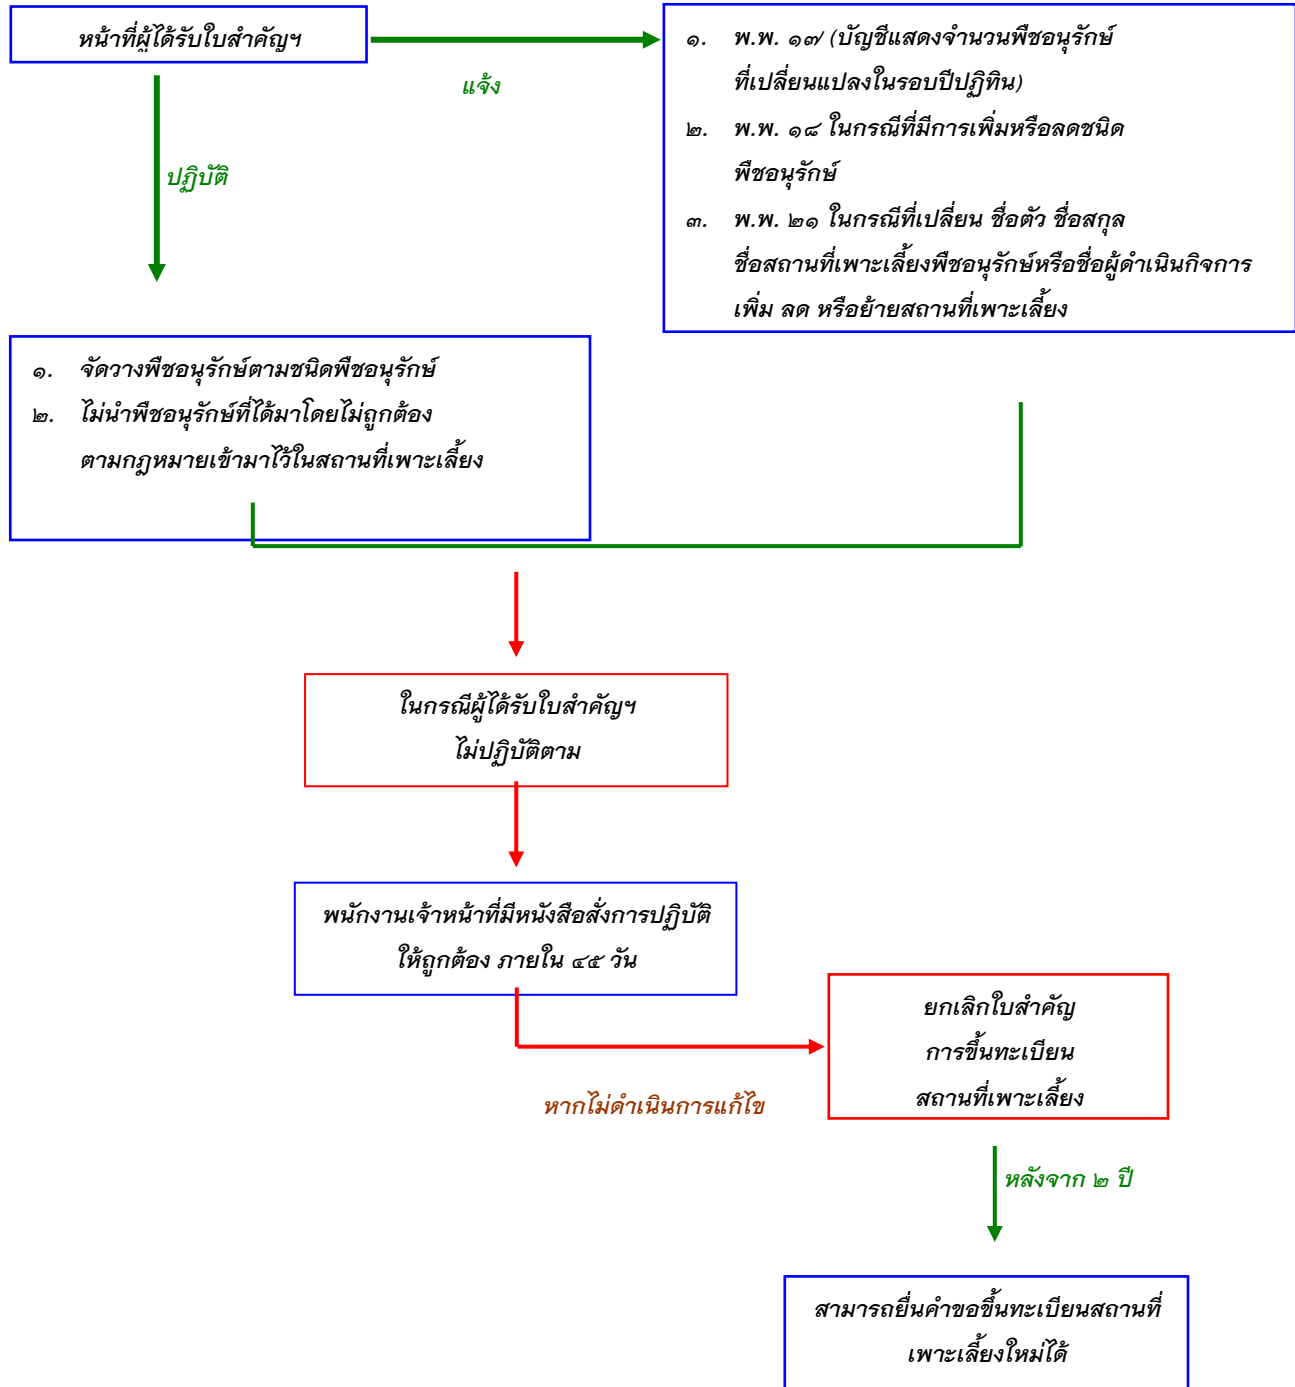 หน้าที่ผู้ได้รับใบสำคัญฯ
แจ้ง
๑. พ.พ. ๑๗ (บัญชีแสดงจำนวนพืชอนุรักษ์
ที่เปลี่ยนแปลงในรอบปีปฏิทิน)
๒. พ.พ. ๑๘ ในกรณีที่มีการเพิ่มหรือลดชนิด
พืชอนุรักษ์
๓. พ.พ. ๒๑ ในกรณีที่เปลี่ยน ชื่อตัว ชื่อสกุล
ชื่อสถานที่เพาะเลี้ยงพืชอนุรักษ์หรือชื่อผู้ดำเนินกิจการ
เพิ่ม ลด หรือย้ายสถานที่เพาะเลี้ยง
ปฏิบัติ
๑. จัดวางพืชอนุรักษ์ตามชนิดพืชอนุรักษ์
๒. ไม่นำพืชอนุรักษ์ที่ได้มาโดยไม่ถูกต้อง
ตามกฎหมายเข้ามาไว้ในสถานที่เพาะเลี้ยง
ในกรณีผู้ได้รับใบสำคัญฯ
ไม่ปฏิบัติตาม
พนักงานเจ้าหน้าที่มีหนังสือสั่งการปฏิบัติ
ให้ถูกต้อง ภายใน ๔๕ วัน
หากไม่ดำเนินการแก้ไข
ยกเลิกใบสำคัญ
การขึ้นทะเบียน
สถานที่เพาะเลี้ยง
หลังจาก ๒ ปี
สามารถยื่นคำขอขึ้นทะเบียนสถานที่
เพาะเลี้ยงใหม่ได้